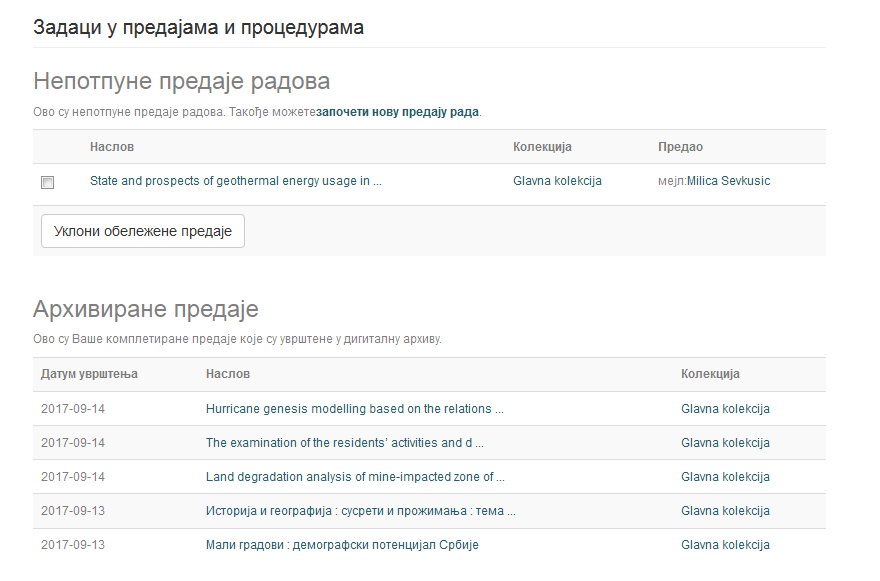 Задаци у предајама и процедурама
Непотпуне предаје радова
Ово су непотпуне предаје радова. Такође можетезапочети нову предају рада.
Наслов Колекција Предао
State and prospects of geothermal energy usage in ... Glavna kolekcija мејл:Milica Sevkusic
Уклони обележене предаје
Архивиране предаје
Ово су Ваше комплетиране предаје које су уврштене у дигиталну архиву.
Датум уврштења Наслов Колекција
2017-09-14 Hurricane genesis modelling based on the relations ... Glavna kolekcija
2017-09-14 The examination of the residents’ activities and d ... Glavna kolekcija
2017-09-14 Land degradation analysis of mine-impacted zone of ... Glavna kolekcija
2017-09-13 Историја и географија : сусрети и прожимања : тема ... Glavna kolekcija
2017-09-13 Мали градови : демографски потенцијал Србије Glavna kolekcija